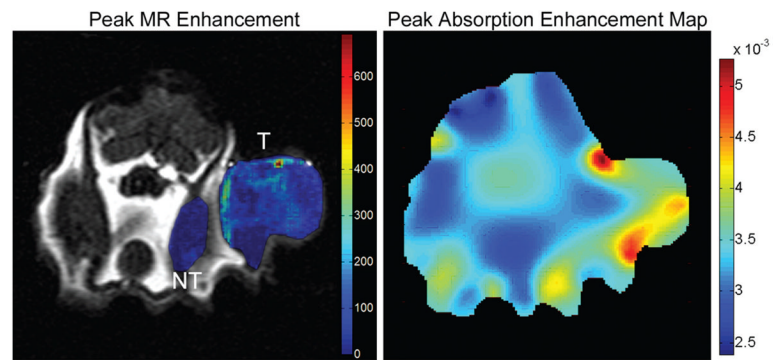 Peak MR Enhancement
Peak Absorption Enhancement Map
T
NT
600
500
400
300
200
100
0
x 10⁻³
5
4.5
4
3.5
3
2.5